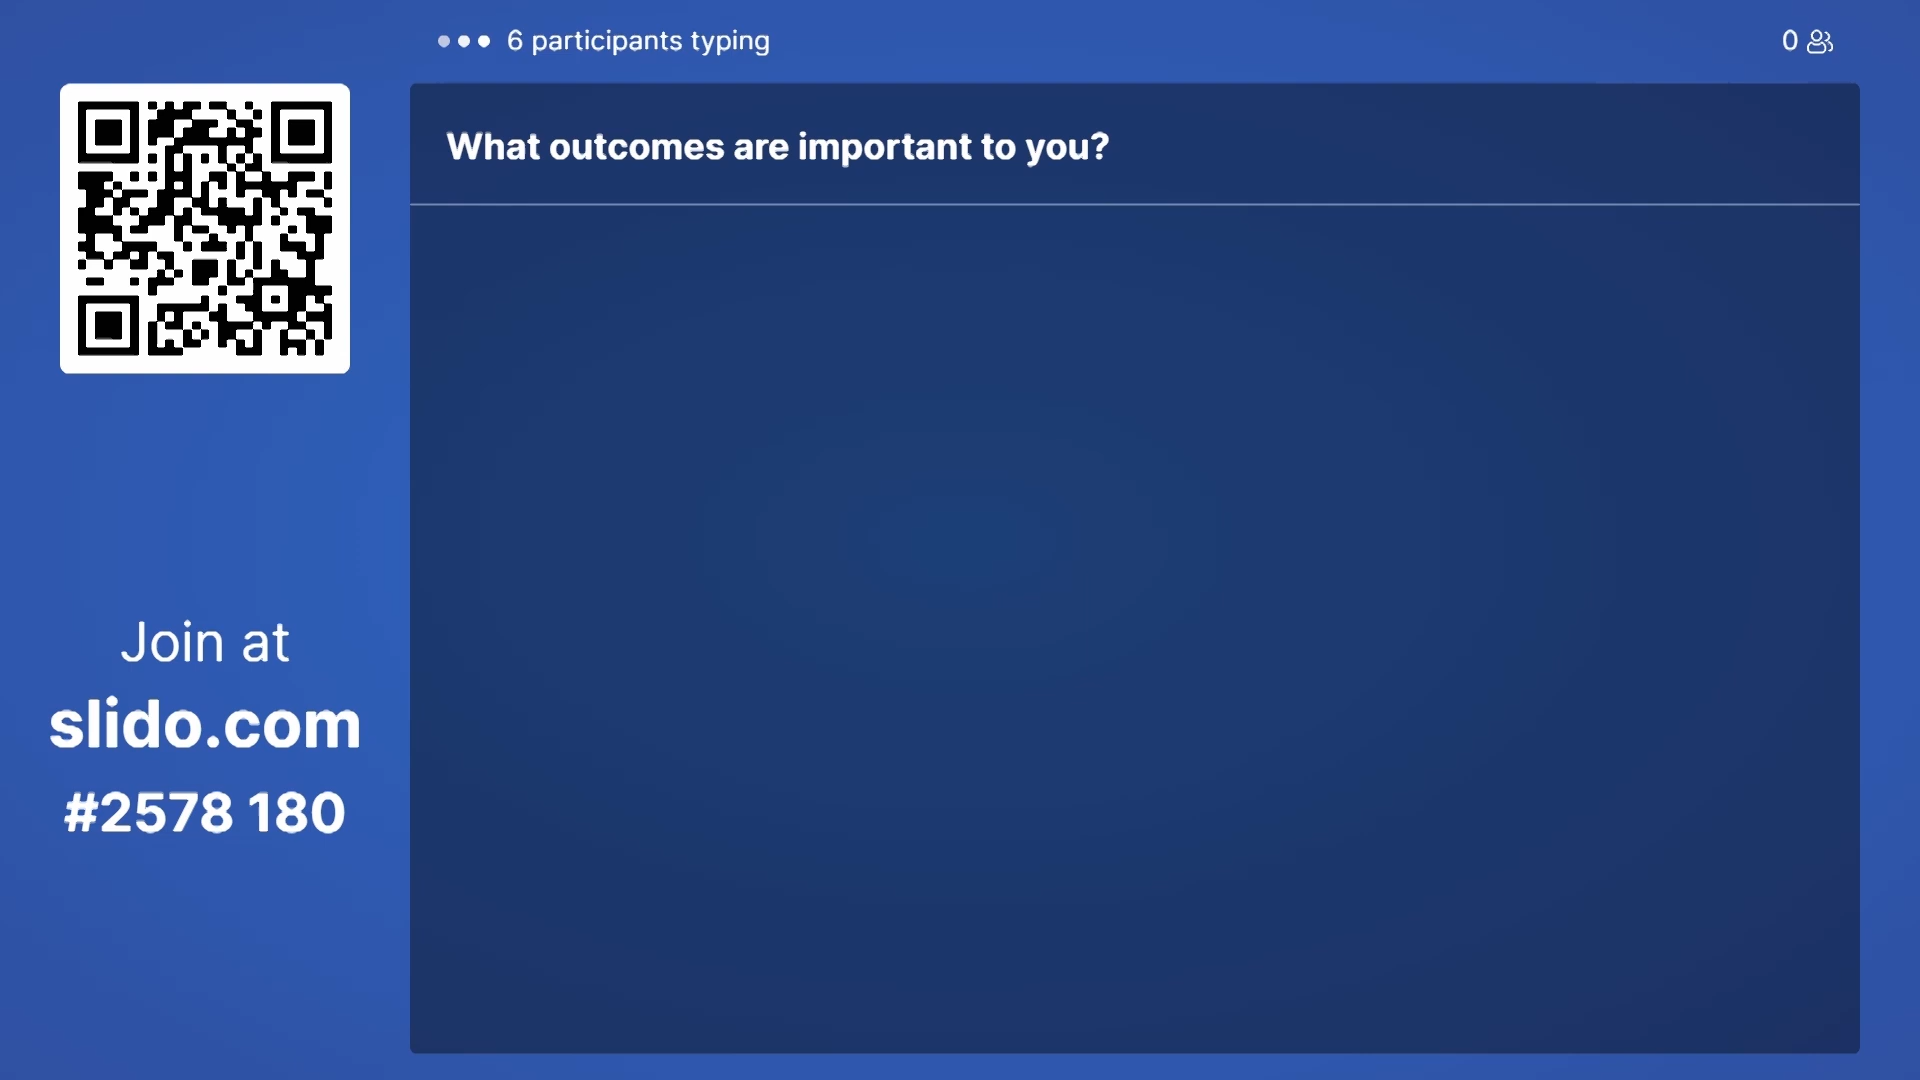 6 participants typing
0
What outcomes are important to you?
Join at
slido.com
#2578 180